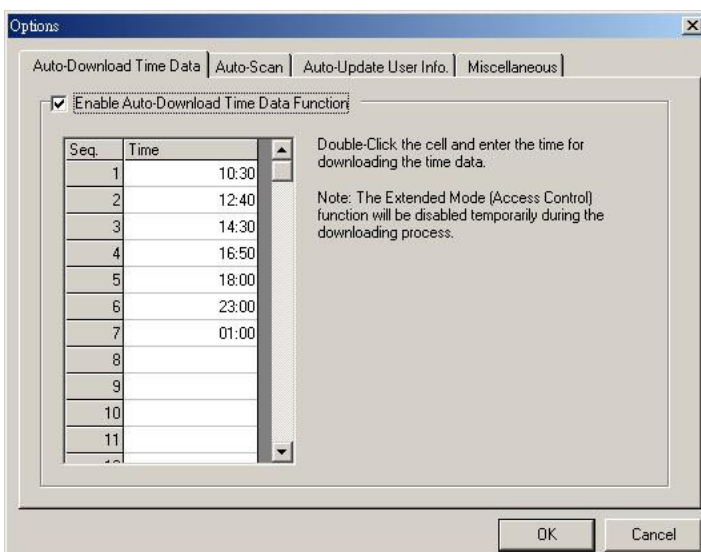 Options
Auto-Download Time Data Auto-Scan Auto-Update User Info. Miscellaneous
Enable Auto-Download Time Data Function
Seq. Time
1 10:30
2 12:40
3 14:30
4 16:50
5 18:00
6 23:00
7 01:00
8
9
10
11
Double-Click the cell and enter the time for
downloading the time data.
Note: The Extended Mode (Access Control)
function will be disabled temporarily during the
downloading process.
OK Cancel